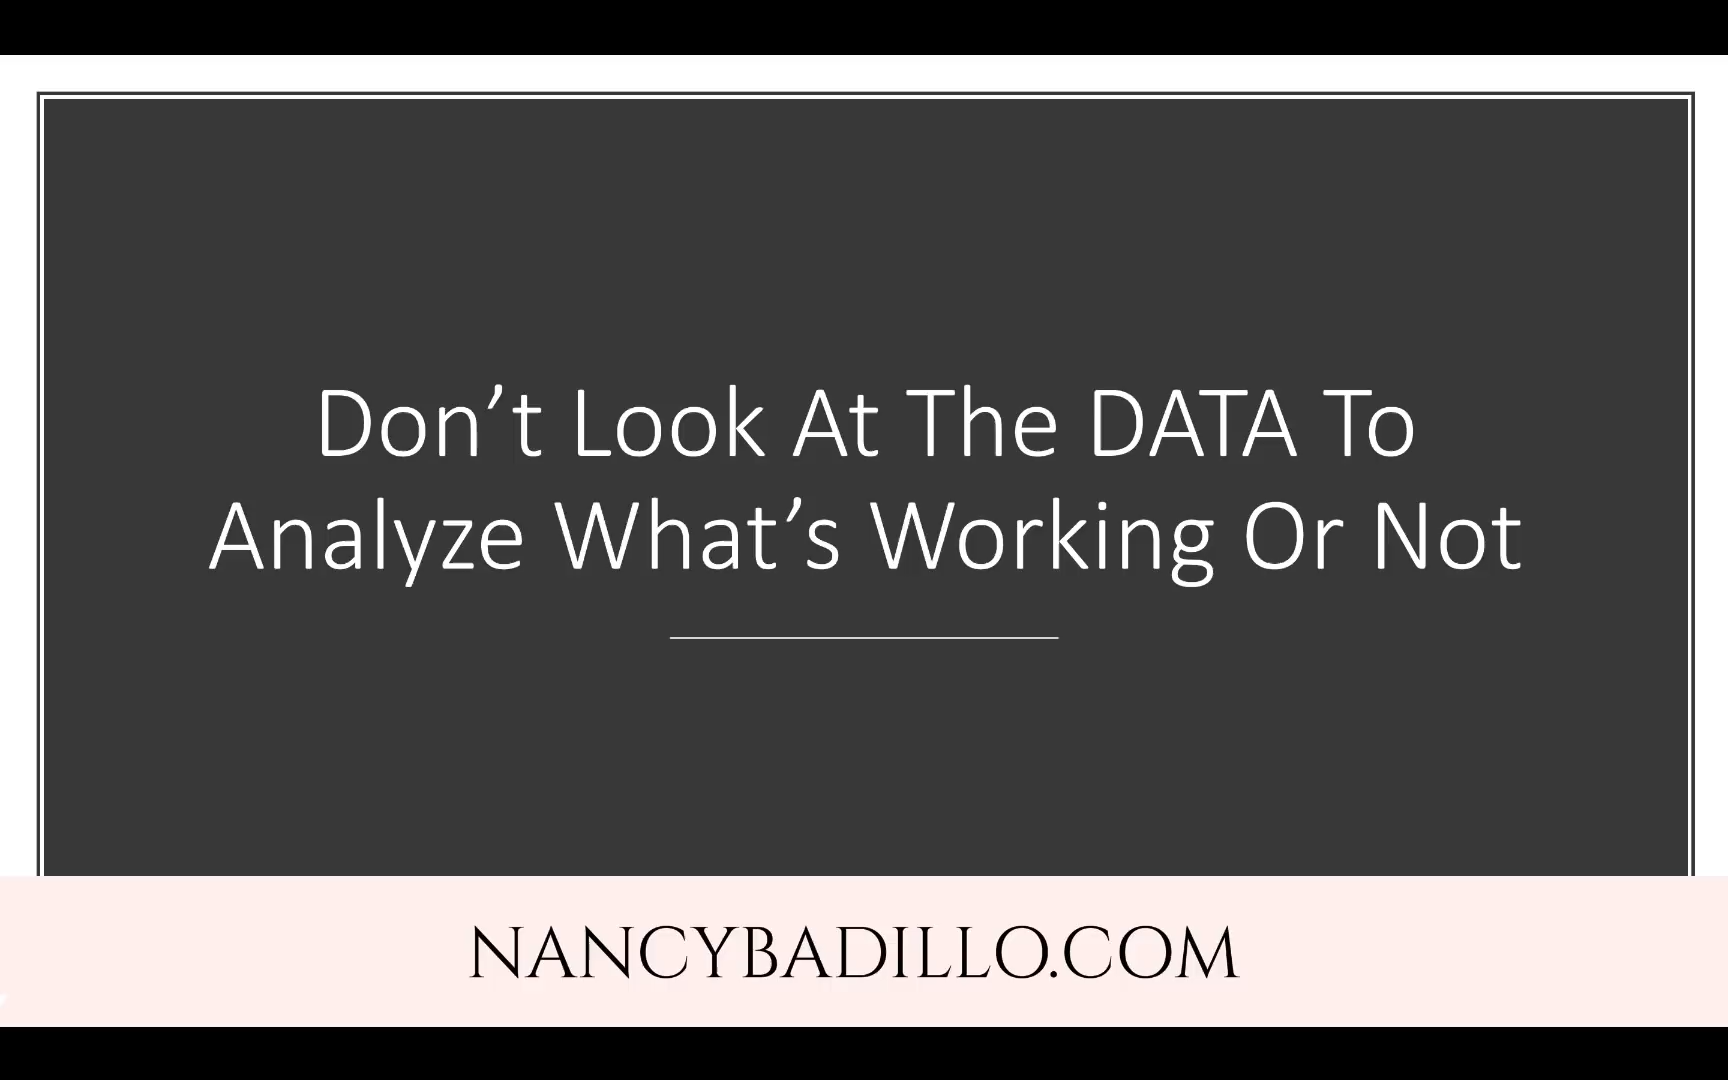 Don’t Look At The DATA To
Analyze What’s Working Or Not
NANCYBADILLO.COM